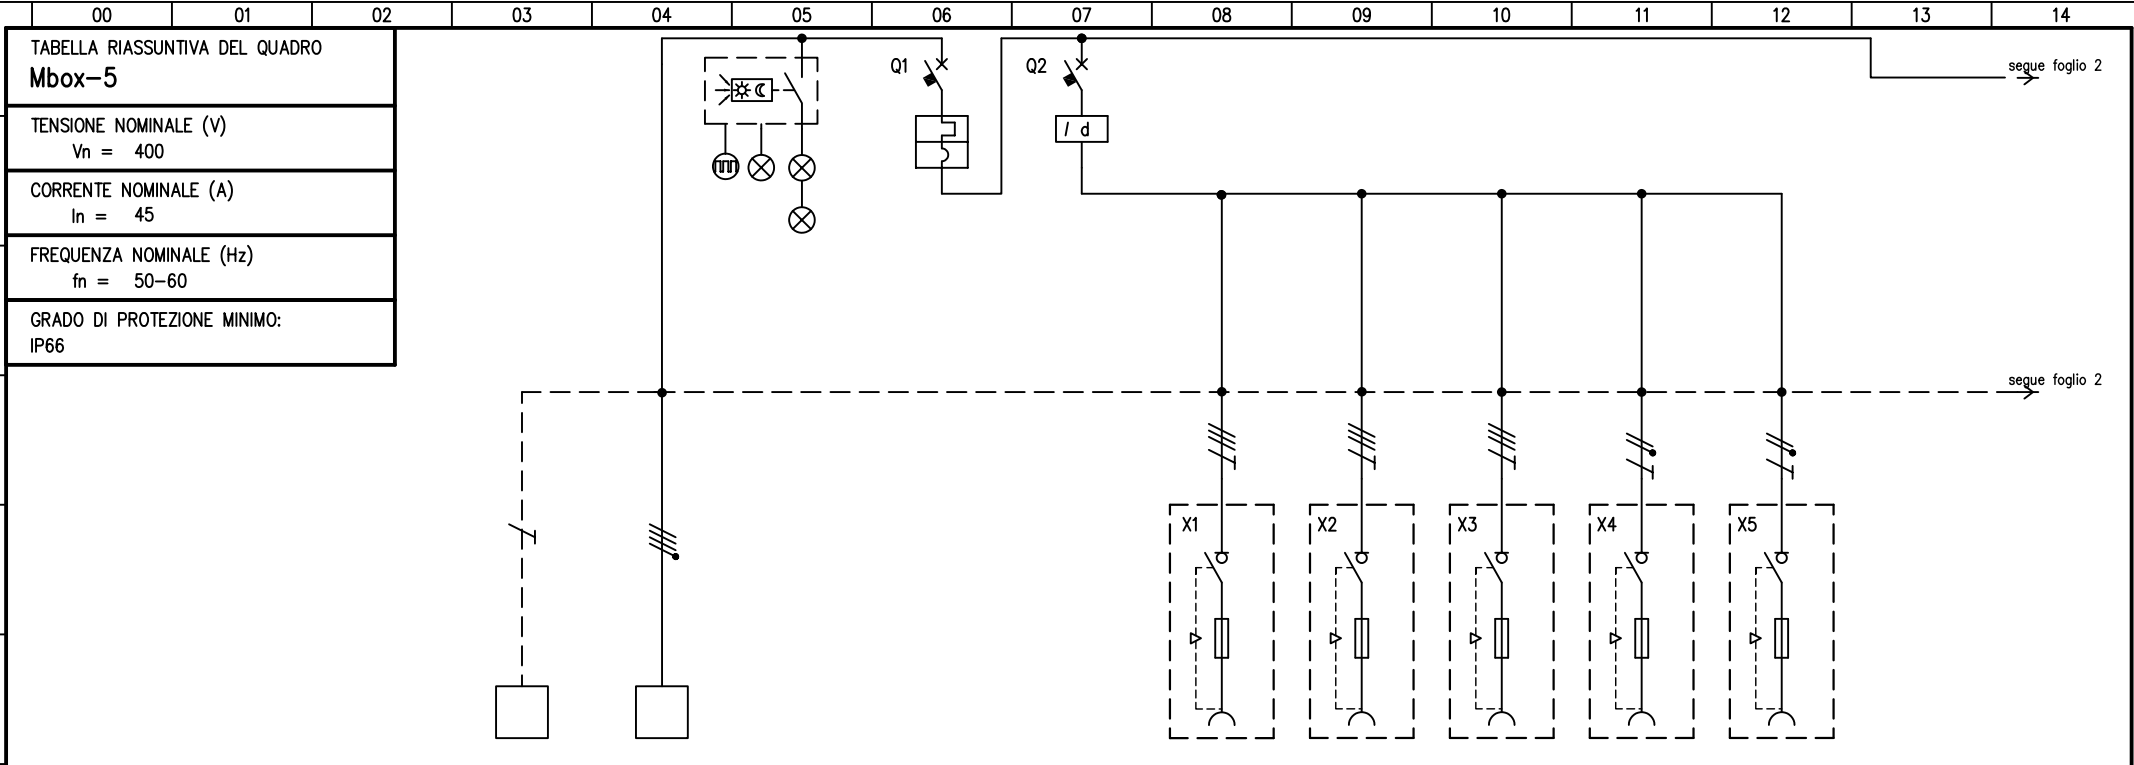 00 01 02 03 04 05 06 07 08 09 10 11 12 13 14
TABELLA RIASSUNTIVA DEL QUADRO
Mbox-5
TENSIONE NOMINALE (V)
Vn = 400
CORRENTE NOMINALE (A)
In = 45
FREQUENZA NOMINALE (Hz)
fn = 50-60
GRADO DI PROTEZIONE MINIMO:
IP66
Q1
Q2
I d
segue foglio 2
segue foglio 2
X1 X2 X3 X4 X5